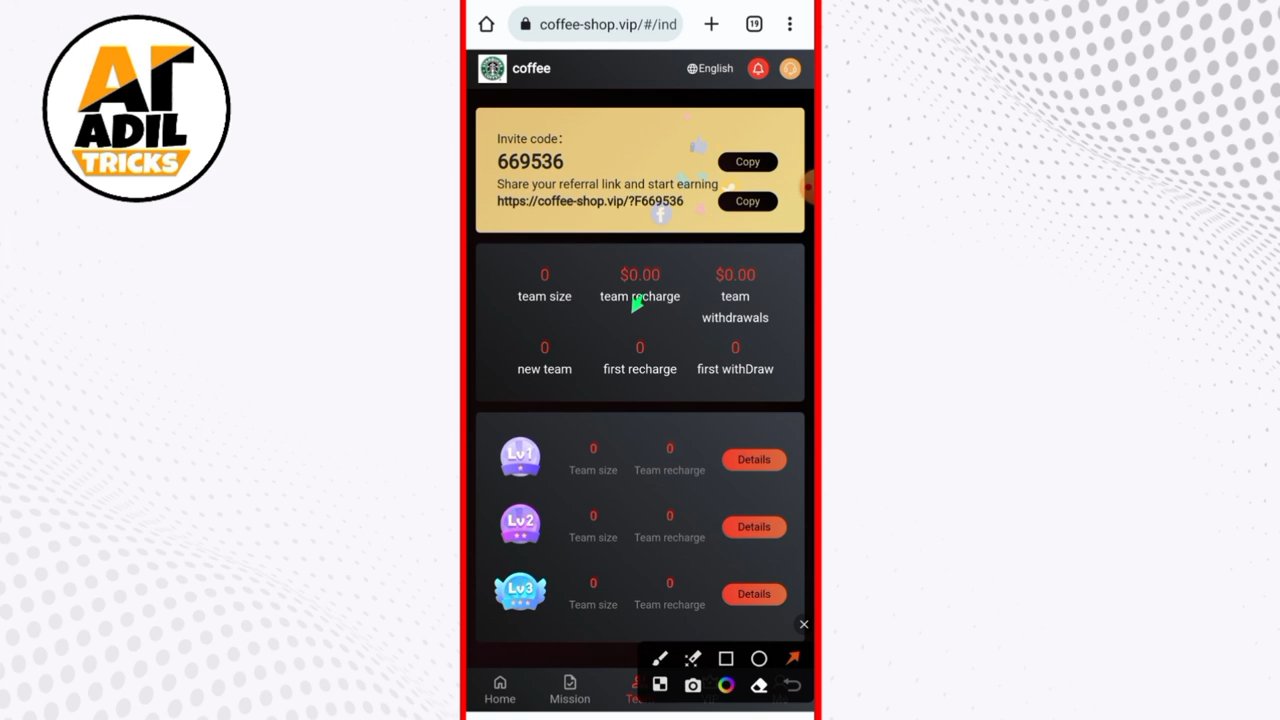 AT
ADIL
TRICKS
coffee-shop.vip/#/ind
19
coffee
English
Invite code:
669536
Copy
Share your referral link and start earning
https://coffee-shop.vip/?F669536
Copy
0
$0.00
$0.00
team size
team recharge
team
withdrawals
0
0
0
new team
first recharge
first withDraw
Lv1
0
0
Team size
Team recharge
Details
Lv2
0
0
Team size
Team recharge
Details
Lv3
0
0
Team size
Team recharge
Details
Home
Mission